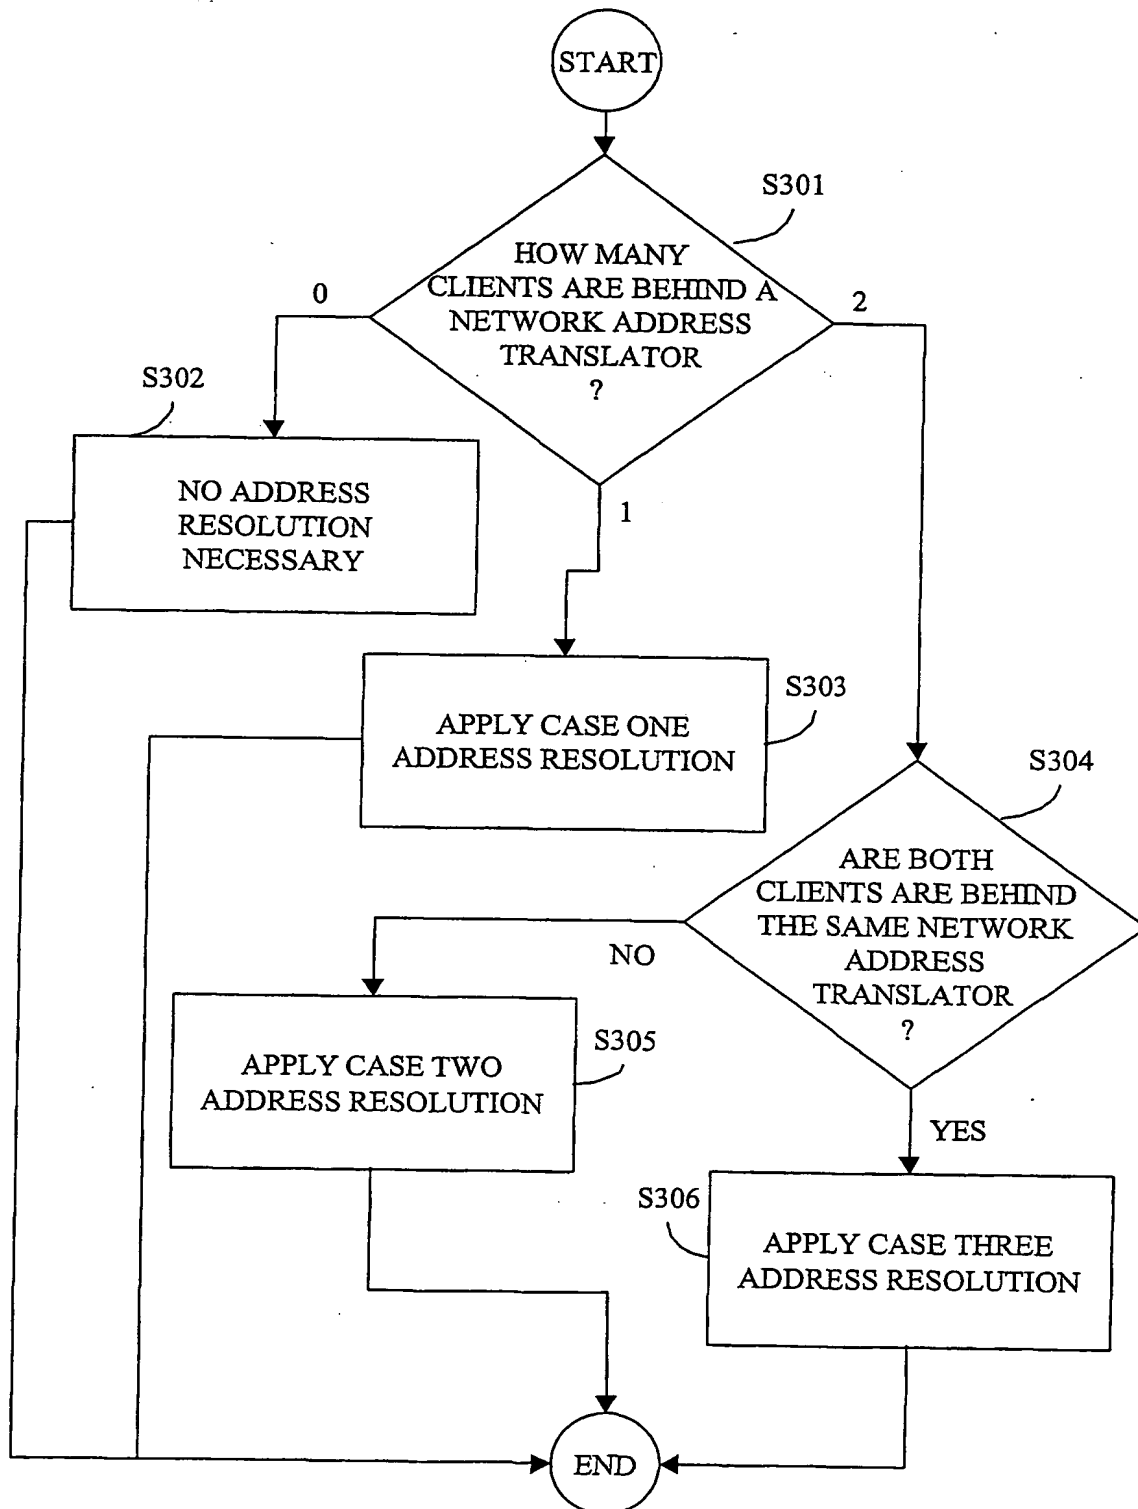 START
S301
HOW MANY
CLIENTS ARE BEHIND A
NETWORK ADDRESS
TRANSLATOR
?
0
2
1
S302
NO ADDRESS
RESOLUTION
NECESSARY
S303
APPLY CASE ONE
ADDRESS RESOLUTION
S304
ARE BOTH
CLIENTS ARE BEHIND
THE SAME NETWORK
ADDRESS
TRANSLATOR
?
NO
YES
S305
APPLY CASE TWO
ADDRESS RESOLUTION
S306
APPLY CASE THREE
ADDRESS RESOLUTION
END